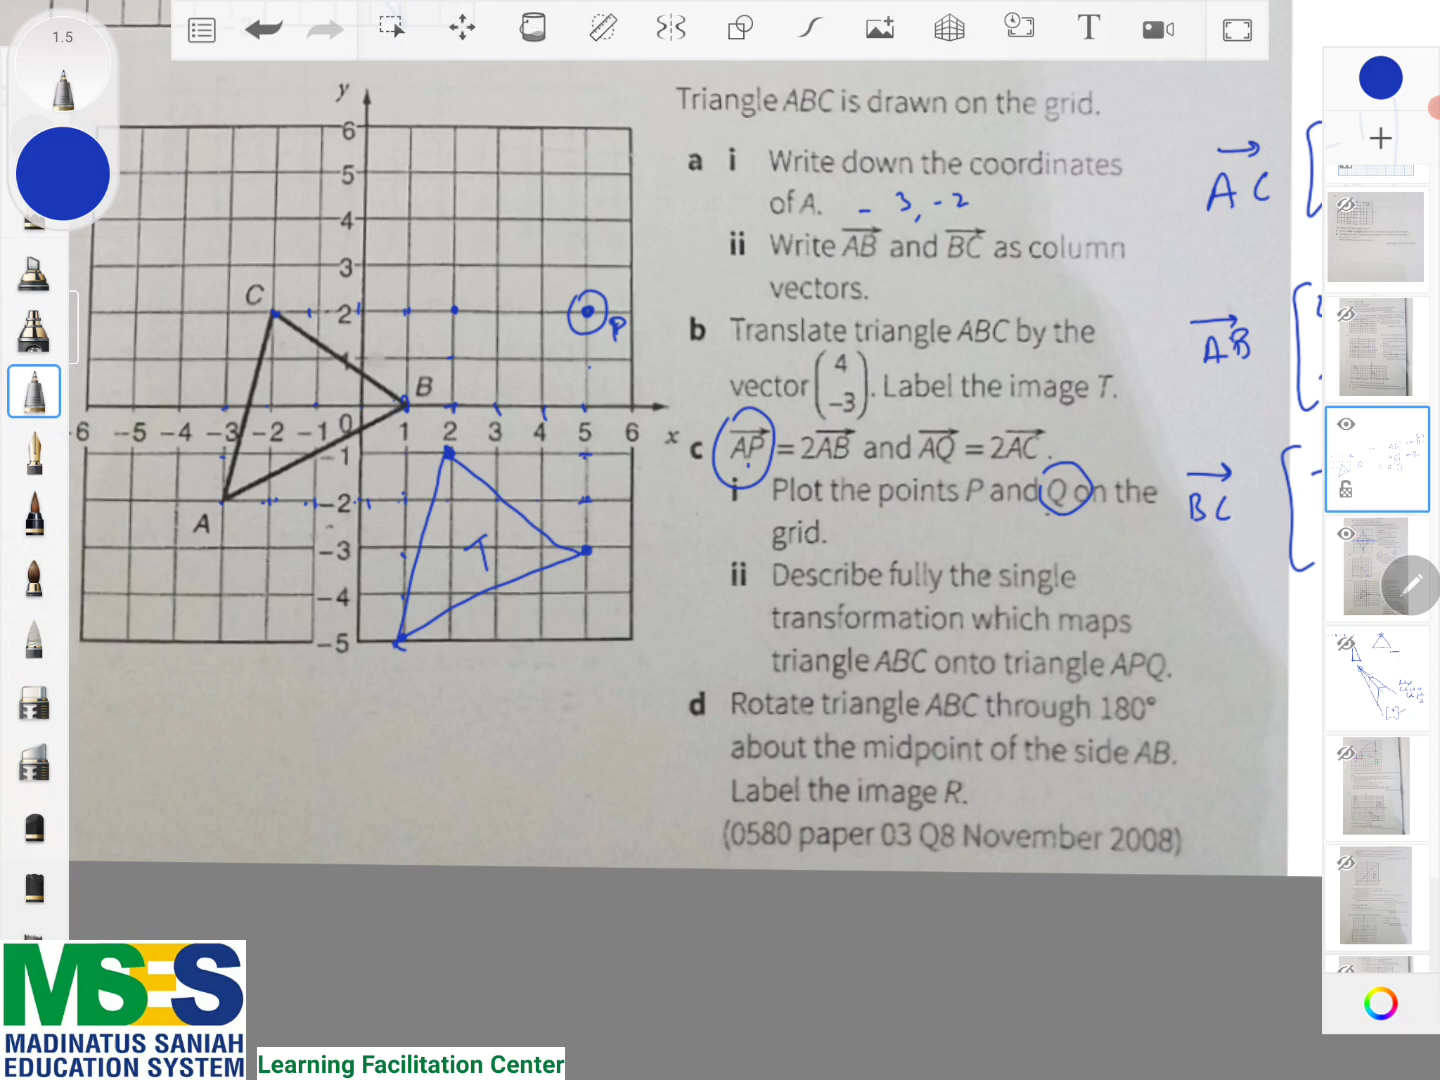 1.5
y
6
5
4
3
C
2
P
1
B
0
6 −5 −4 −3 −2 −1 1 2 3 4 5 6 x
−1
A
−2
−3
T
−4
−5
Triangle ABC is drawn on the grid.
a i Write down the coordinates
of A. - 3, -2
ii Write AB and BC as column
vectors.
b Translate triangle ABC by the
vector (4 −3). Label the image T.
c AP = 2AB and AQ = 2AC.
i Plot the points P and Q on the
grid.
ii Describe fully the single
transformation which maps
triangle ABC onto triangle APQ.
d Rotate triangle ABC through 180°
about the midpoint of the side AB.
Label the image R.
(0580 paper 03 Q8 November 2008)
AC
AB
BC
MSES
MADINATUS SANIAH
EDUCATION SYSTEM
Learning Facilitation Center